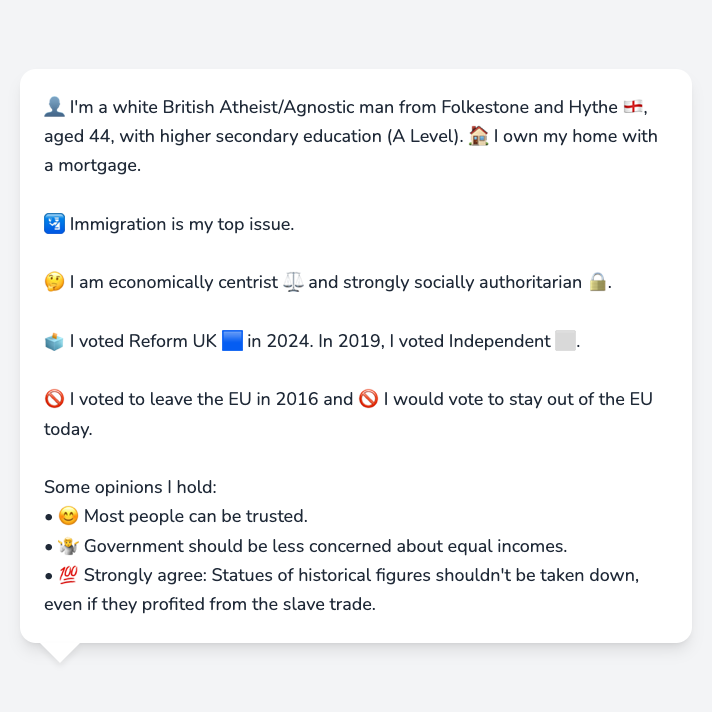 👤 I'm a white British Atheist/Agnostic man from Folkestone and Hythe 🏴󠁧󠁢󠁥󠁮󠁧󠁿,
aged 44, with higher secondary education (A Level). 🏠 I own my home with
a mortgage.
🛂 Immigration is my top issue.
🤔 I am economically centrist ⚖️ and strongly socially authoritarian 🔒.
🗳️ I voted Reform UK 🟦 in 2024. In 2019, I voted Independent ⬜.
🚫 I voted to leave the EU in 2016 and 🚫 I would vote to stay out of the EU
today.
Some opinions I hold:
• 😊 Most people can be trusted.
• 🤷 Government should be less concerned about equal incomes.
• 💯 Strongly agree: Statues of historical figures shouldn't be taken down,
even if they profited from the slave trade.